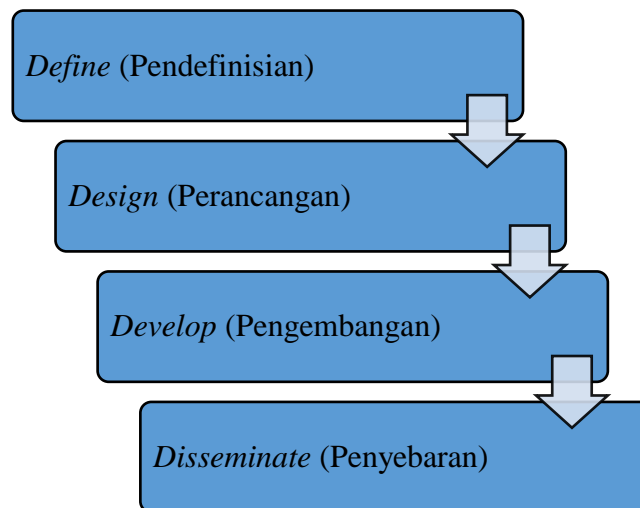 Define (Pendefinisian)
Design (Perancangan)
Develop (Pengembangan)
Disseminate (Penyebaran)